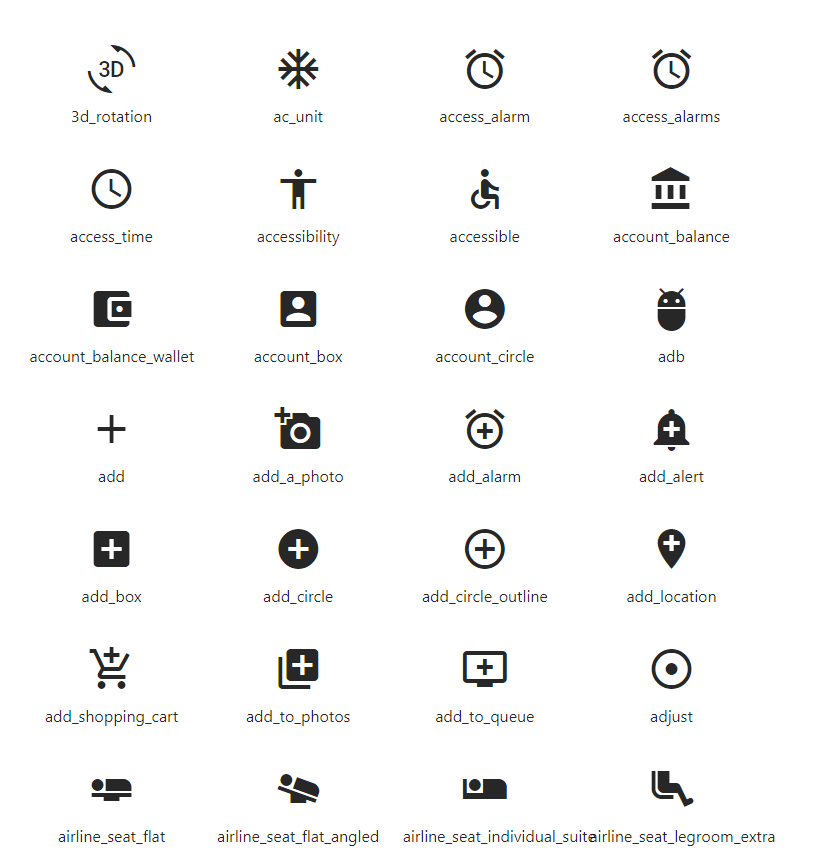 3D
3d_rotation ac_unit access_alarm access_alarms
access_time accessibility accessible account_balance
account_balance_wallet account_box account_circle adb
add add_a_photo add_alarm add_alert
add_box add_circle add_circle_outline add_location
add_shopping_cart add_to_photos add_to_queue adjust
airline_seat_flat airline_seat_flat_angled airline_seat_individual_suite airline_seat_legroom_extra